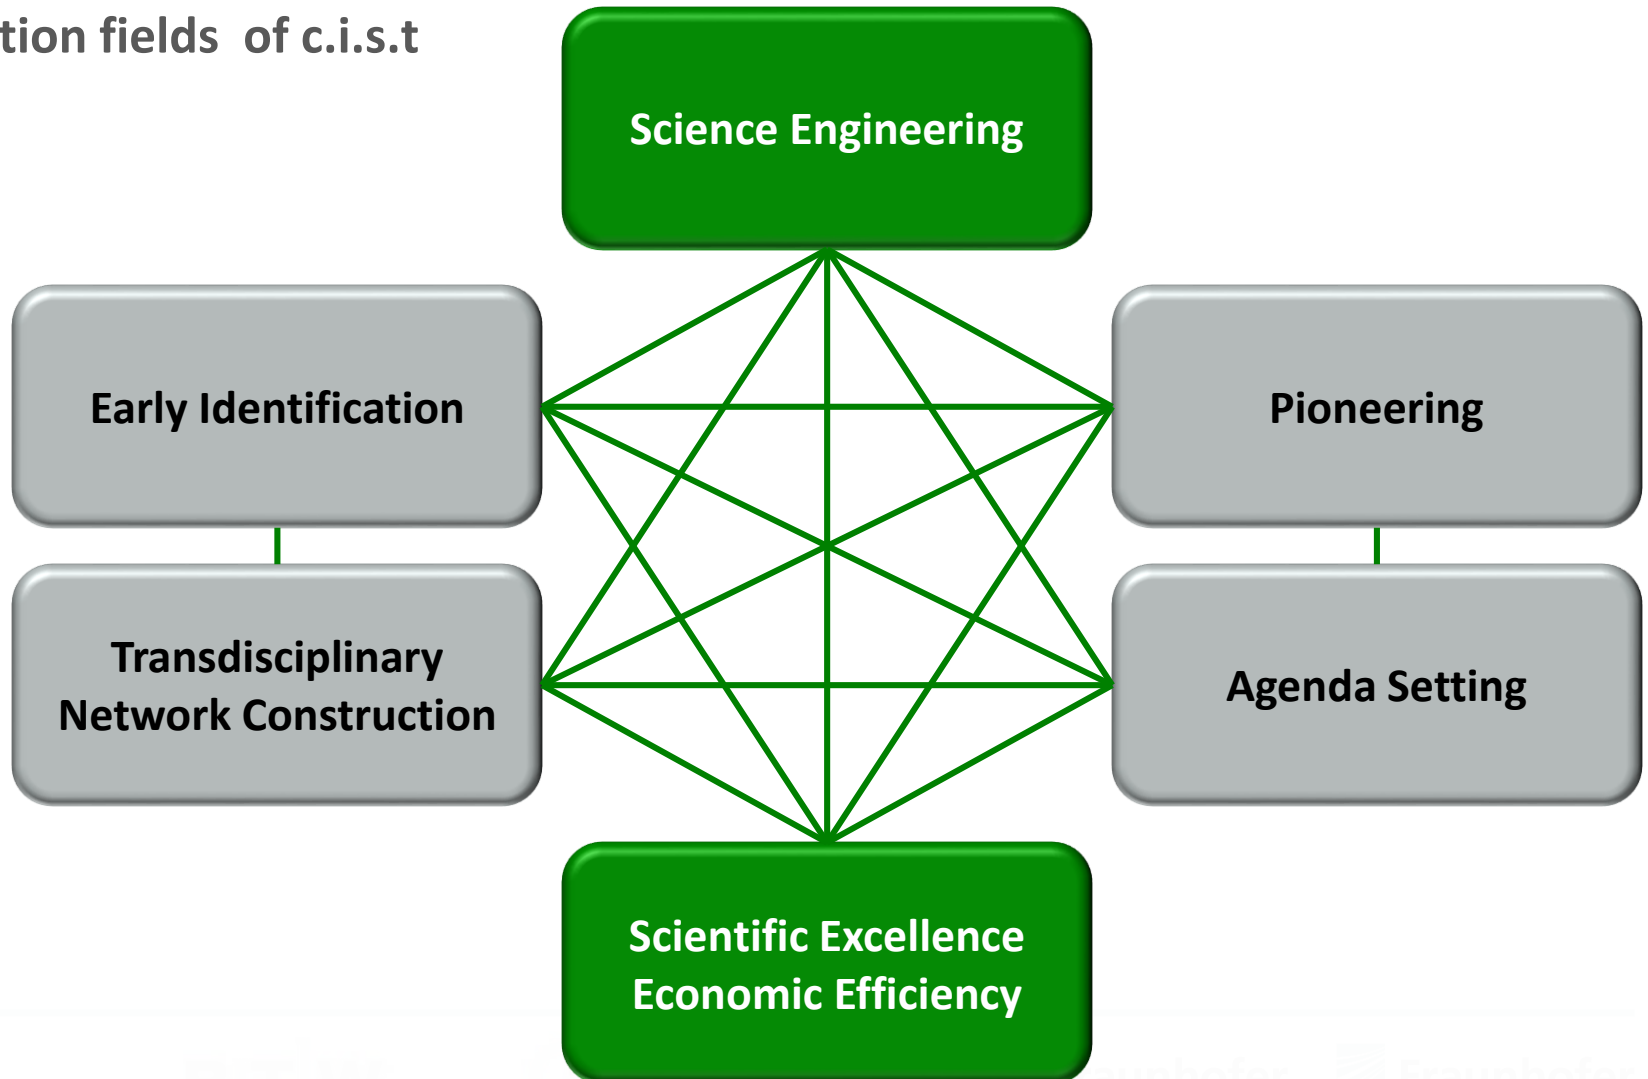 tion fields of c.i.s.t
Science Engineering
Early Identification
Pioneering
Transdisciplinary
Network Construction
Agenda Setting
Scientific Excellence
Economic Efficiency